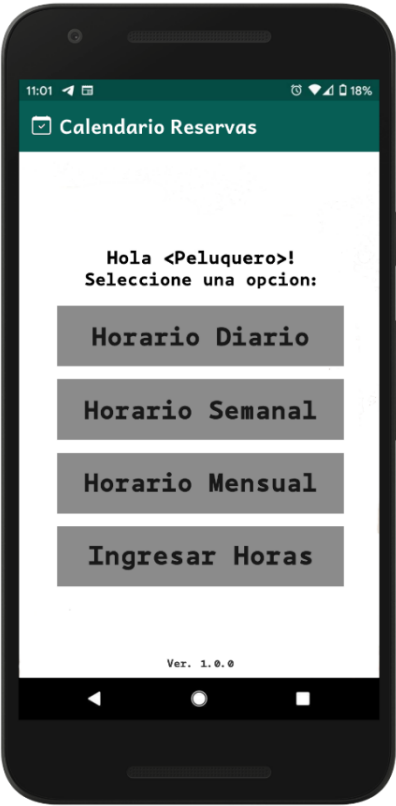 11:01 18%
Calendario Reservas
Hola <Peluquero>!
Seleccione una opcion:
Horario Diario
Horario Semanal
Horario Mensual
Ingresar Horas
Ver. 1.0.0